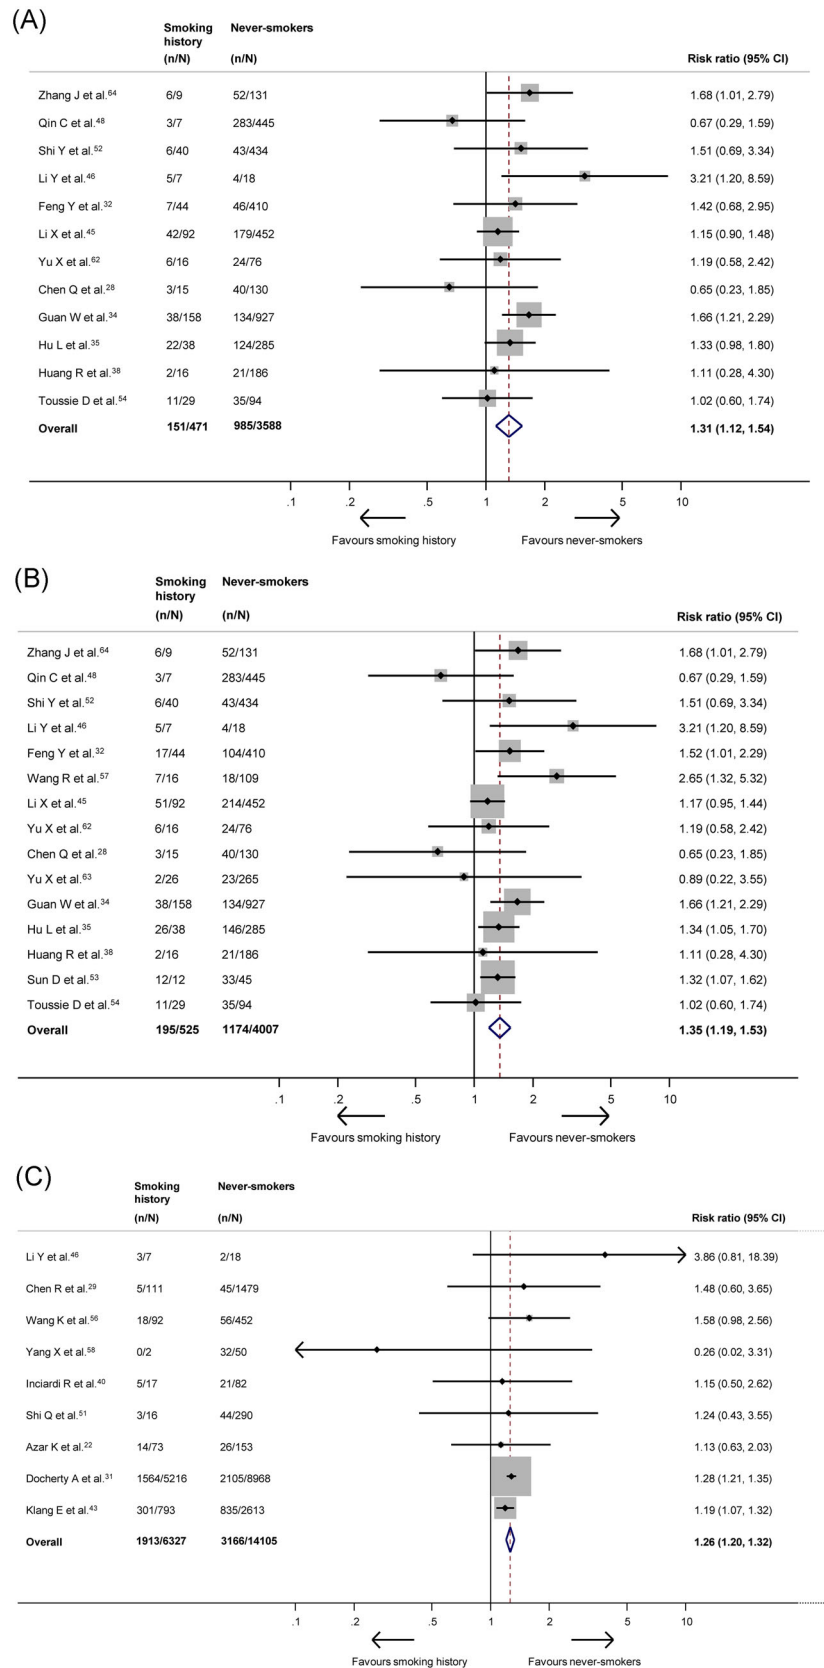 (A)
Smoking history (n/N) Never-smokers (n/N) Risk ratio (95% CI)
Zhang J et al.64 6/9 52/131 1.68 (1.01, 2.79)
Qin C et al.48 3/7 283/445 0.67 (0.29, 1.59)
Shi Y et al.52 6/40 43/434 1.51 (0.69, 3.34)
Li Y et al.46 5/7 4/18 3.21 (1.20, 8.59)
Feng Y et al.32 7/44 46/410 1.42 (0.68, 2.95)
Li X et al.45 42/92 179/452 1.15 (0.90, 1.48)
Yu X et al.62 6/16 24/76 1.19 (0.58, 2.42)
Chen Q et al.28 3/15 40/130 0.65 (0.23, 1.85)
Guan W et al.34 38/158 134/927 1.66 (1.21, 2.29)
Hu L et al.35 22/38 124/285 1.33 (0.98, 1.80)
Huang R et al.38 2/16 21/186 1.11 (0.28, 4.30)
Toussie D et al.54 11/29 35/94 1.02 (0.60, 1.74)
Overall 151/471 985/3588 1.31 (1.12, 1.54)
.1 .2 .5 1 2 5 10
Favours smoking history Favours never-smokers
(B)
Smoking history (n/N) Never-smokers (n/N) Risk ratio (95% CI)
Zhang J et al.64 6/9 52/131 1.68 (1.01, 2.79)
Qin C et al.48 3/7 283/445 0.67 (0.29, 1.59)
Shi Y et al.52 6/40 43/434 1.51 (0.69, 3.34)
Li Y et al.46 5/7 4/18 3.21 (1.20, 8.59)
Feng Y et al.32 17/44 104/410 1.52 (1.01, 2.29)
Wang R et al.57 7/16 18/109 2.65 (1.32, 5.32)
Li X et al.45 51/92 214/452 1.17 (0.95, 1.44)
Yu X et al.62 6/16 24/76 1.19 (0.58, 2.42)
Chen Q et al.28 3/15 40/130 0.65 (0.23, 1.85)
Yu X et al.63 2/26 23/265 0.89 (0.22, 3.55)
Guan W et al.34 38/158 134/927 1.66 (1.21, 2.29)
Hu L et al.35 26/38 146/285 1.34 (1.05, 1.70)
Huang R et al.38 2/16 21/186 1.11 (0.28, 4.30)
Sun D et al.53 12/12 33/45 1.32 (1.07, 1.62)
Toussie D et al.54 11/29 35/94 1.02 (0.60, 1.74)
Overall 195/525 1174/4007 1.35 (1.19, 1.53)
.1 .2 .5 1 2 5 10
Favours smoking history Favours never-smokers
(C)
Smoking history (n/N) Never-smokers (n/N) Risk ratio (95% CI)
Li Y et al.46 3/7 2/18 3.86 (0.81, 18.39)
Chen R et al.29 5/111 45/1479 1.48 (0.60, 3.65)
Wang K et al.56 18/92 56/452 1.58 (0.98, 2.56)
Yang X et al.58 0/2 32/50 0.26 (0.02, 3.31)
Inciardi R et al.40 5/17 21/82 1.15 (0.50, 2.62)
Shi Q et al.51 3/16 44/290 1.24 (0.43, 3.55)
Azar K et al.22 14/73 26/153 1.13 (0.63, 2.03)
Docherty A et al.31 1564/5216 2105/8968 1.28 (1.21, 1.35)
Klang E et al.43 301/793 835/2613 1.19 (1.07, 1.32)
Overall 1913/6327 3166/14105 1.26 (1.20, 1.32)
.1 .2 .5 1 2 5 10
Favours smoking history Favours never-smokers